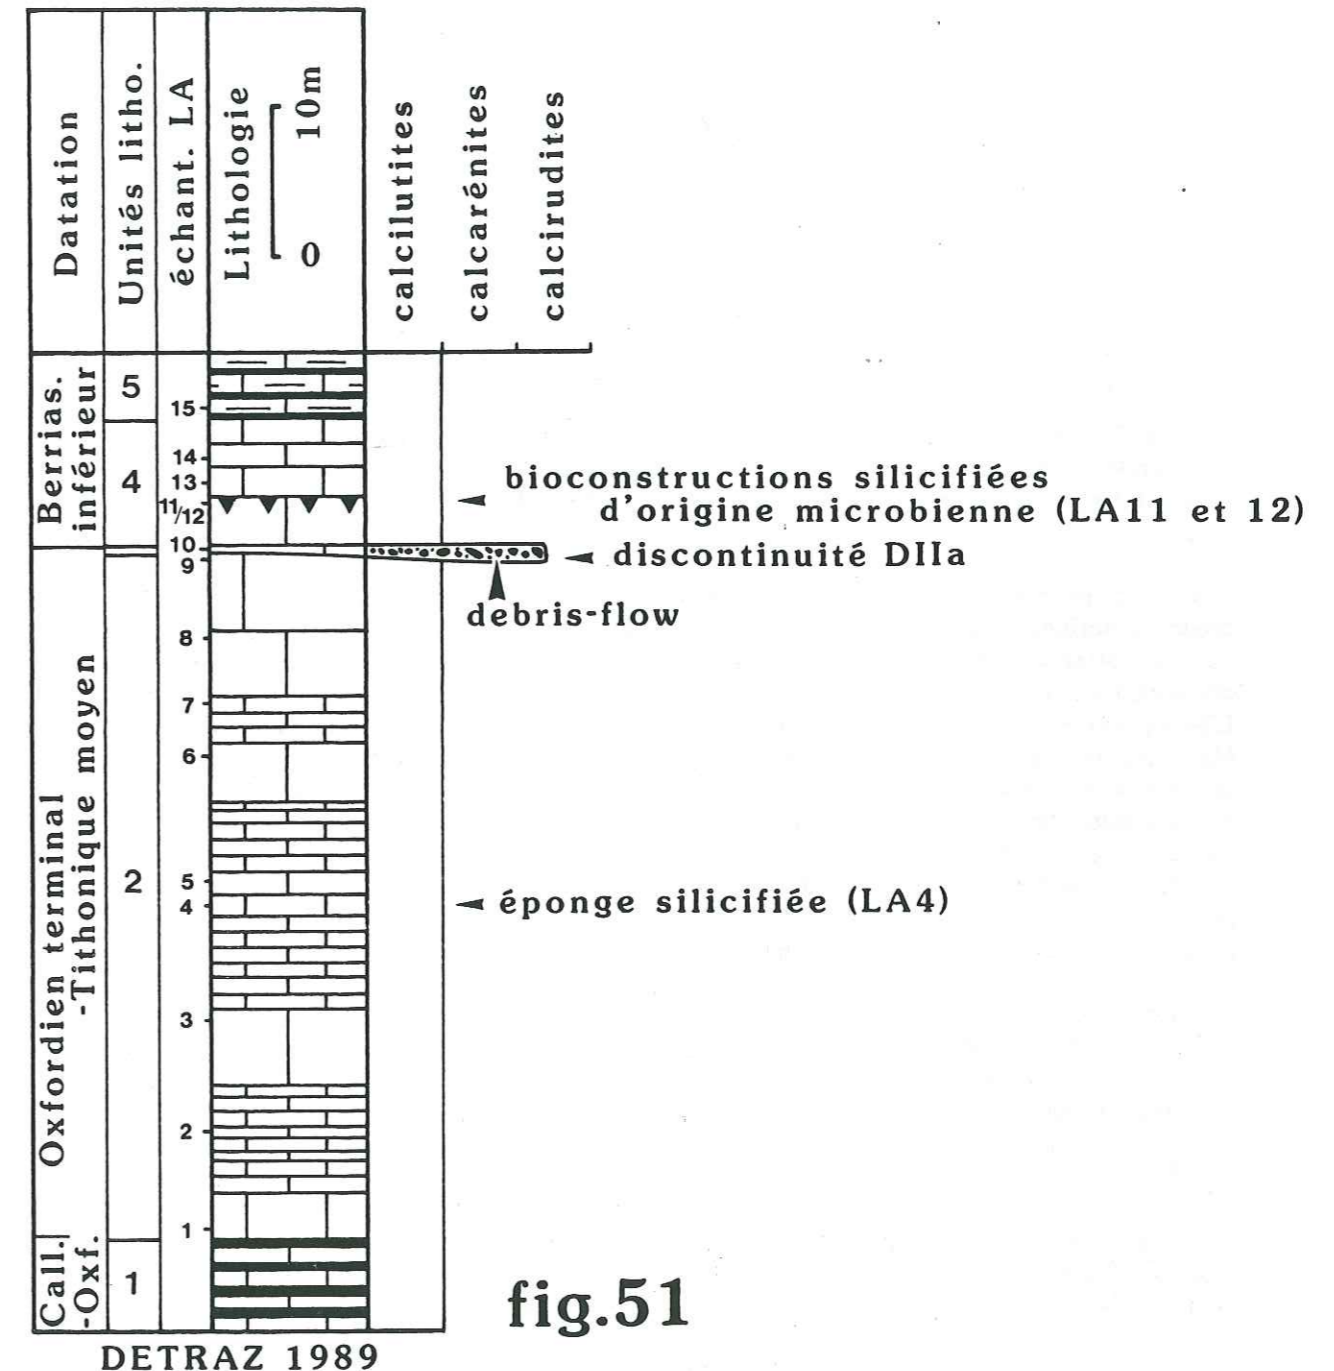 Datation
Unités litho.
échant. LA
Lithologie
0
10m
calcilutites
calcarénites
calcirudites
Berrias.
inférieur
5
4
15
14
13
11/12
10
9
bioconstructions silicifiées
d'origine microbienne (LA11 et 12)
discontinuité DIIa
debris-flow
Oxfordien terminal
-Tithonique moyen
2
8
7
6
5
4
éponge silicifiée (LA4)
3
2
1
Call.
-Oxf.
1
fig.51
DETRAZ 1989